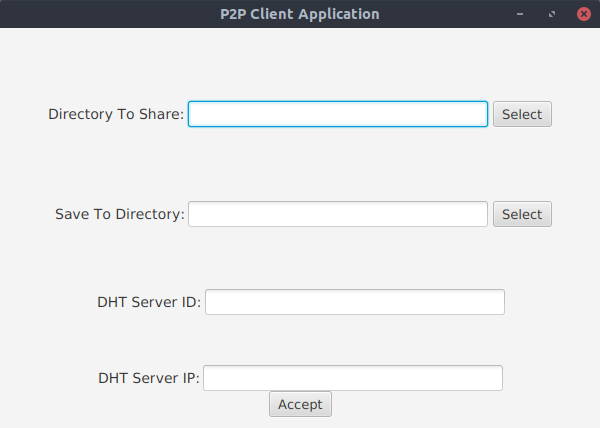 P2P Client Application
Directory To Share: Select
Save To Directory: Select
DHT Server ID:
DHT Server IP:
Accept